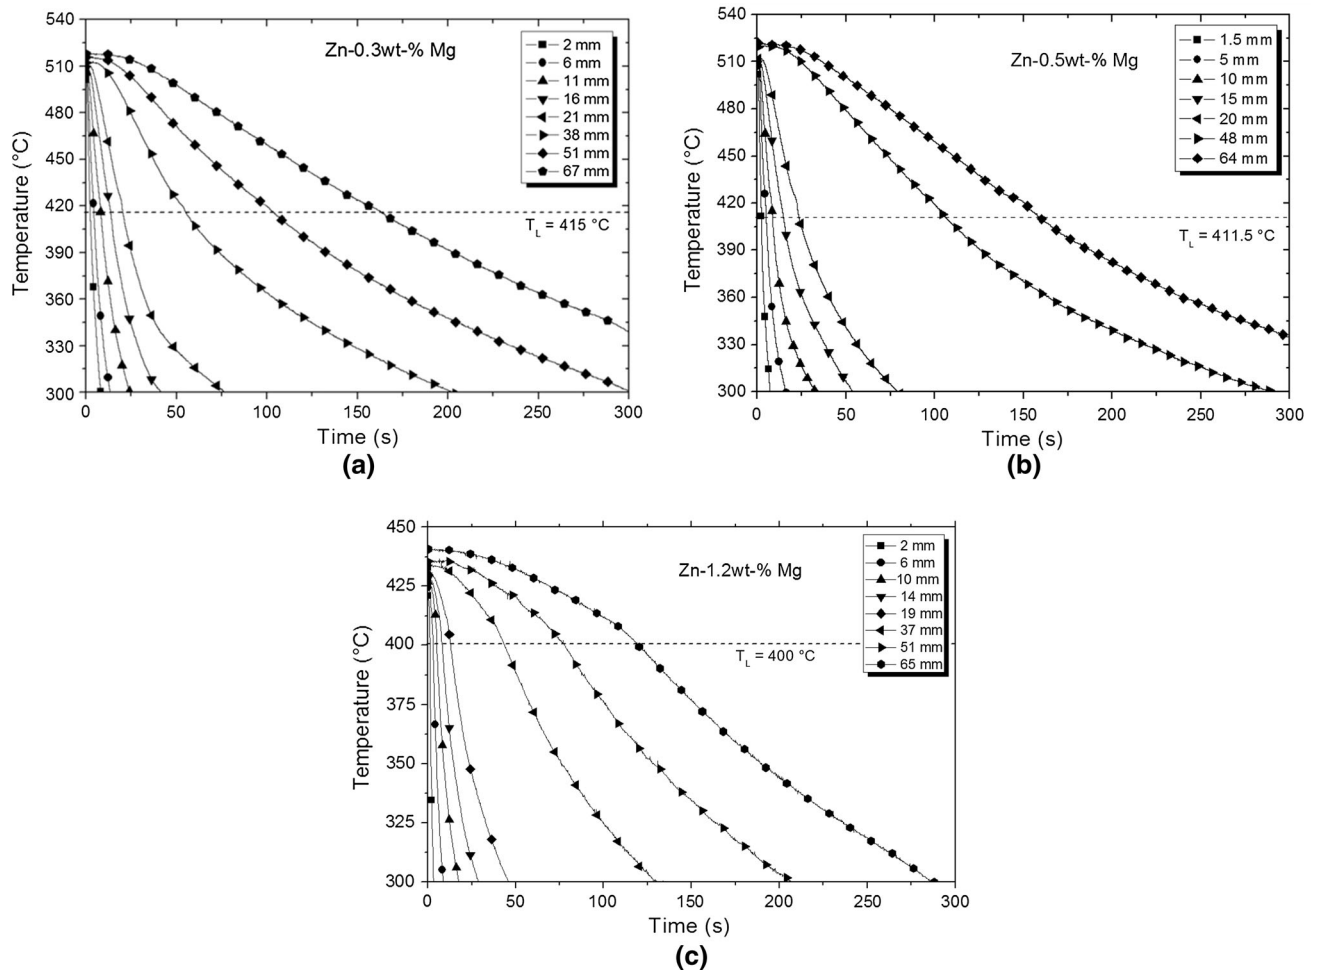 540
510
480
450
420
390
360
330
300
Temperature (°C)
Zn-0.3wt-% Mg
2 mm
6 mm
11 mm
16 mm
21 mm
38 mm
51 mm
67 mm
TL = 415 °C
0 50 100 150 200 250 300
Time (s)
(a)
540
510
480
450
420
390
360
330
300
Temperature (°C)
Zn-0.5wt-% Mg
1.5 mm
5 mm
10 mm
15 mm
20 mm
48 mm
64 mm
TL = 411.5 °C
0 50 100 150 200 250 300
Time (s)
(b)
450
425
400
375
350
325
300
Temperature (°C)
Zn-1.2wt-% Mg
2 mm
6 mm
10 mm
14 mm
19 mm
37 mm
51 mm
65 mm
TL = 400 °C
0 50 100 150 200 250 300
Time (s)
(c)